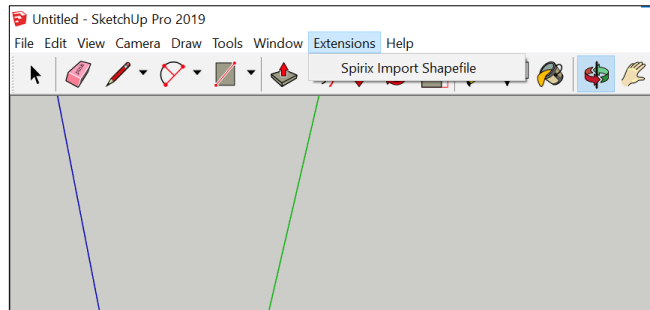 Untitled - SketchUp Pro 2019
File Edit View Camera Draw Tools Window Extensions Help
Spirix Import Shapefile